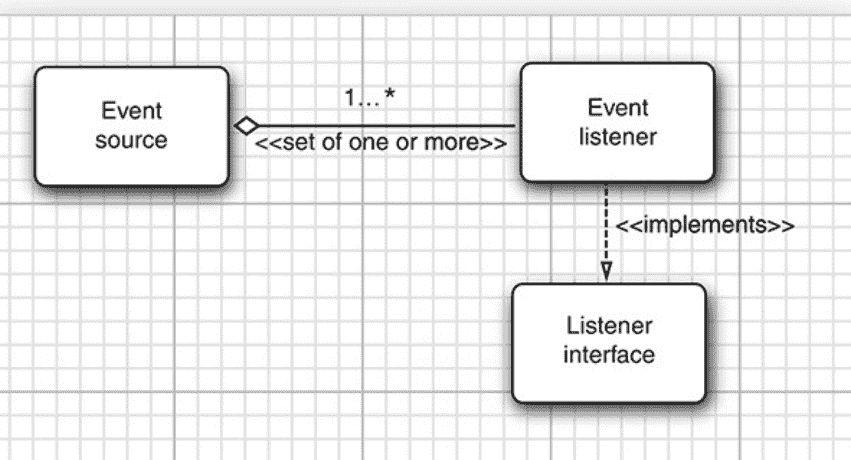 Event
source
1...*
<<set of one or more>>
Event
listener
<<implements>>
Listener
interface